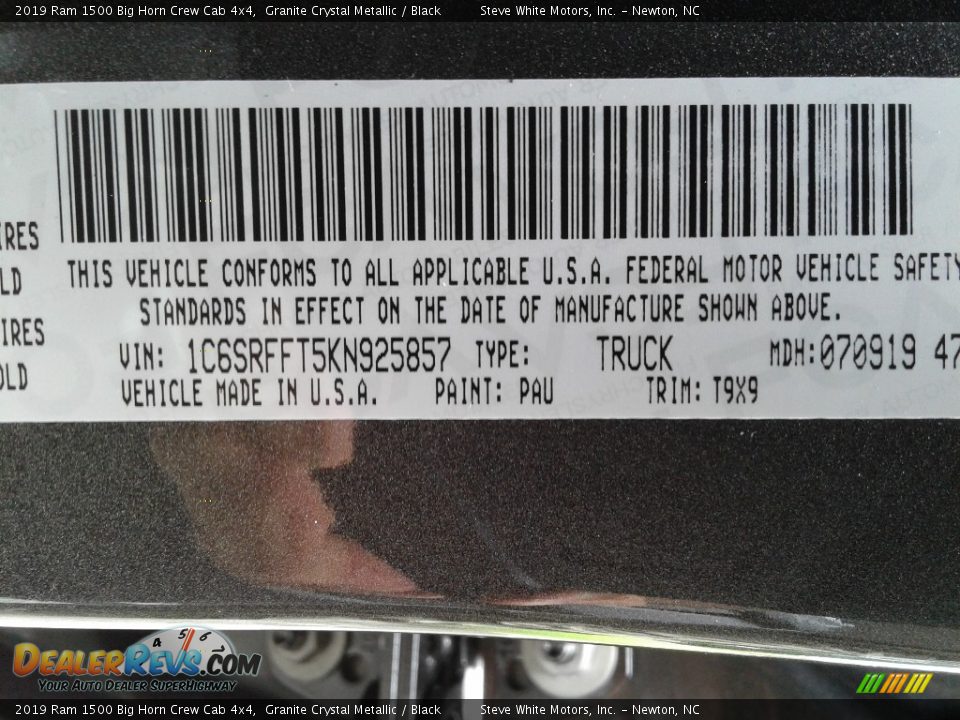 2019 Ram 1500 Big Horn Crew Cab 4x4, Granite Crystal Metallic / Black Steve White Motors, Inc. - Newton, NC
IRES
LD
THIS VEHICLE CONFORMS TO ALL APPLICABLE U.S.A. FEDERAL MOTOR VEHICLE SAFETY
STANDARDS IN EFFECT ON THE DATE OF MANUFACTURE SHOWN ABOVE.
IRES
OLD
VIN: 1C6SRFFT5KN925857 TYPE: TRUCK MDH:070919 47
VEHICLE MADE IN U.S.A. PAINT: PAU TRIM: T9X9
4 5 6
DEALERREVS.COM
YOUR AUTO DEALER SUPERHIGHWAY
2019 Ram 1500 Big Horn Crew Cab 4x4, Granite Crystal Metallic / Black Steve White Motors, Inc. - Newton, NC